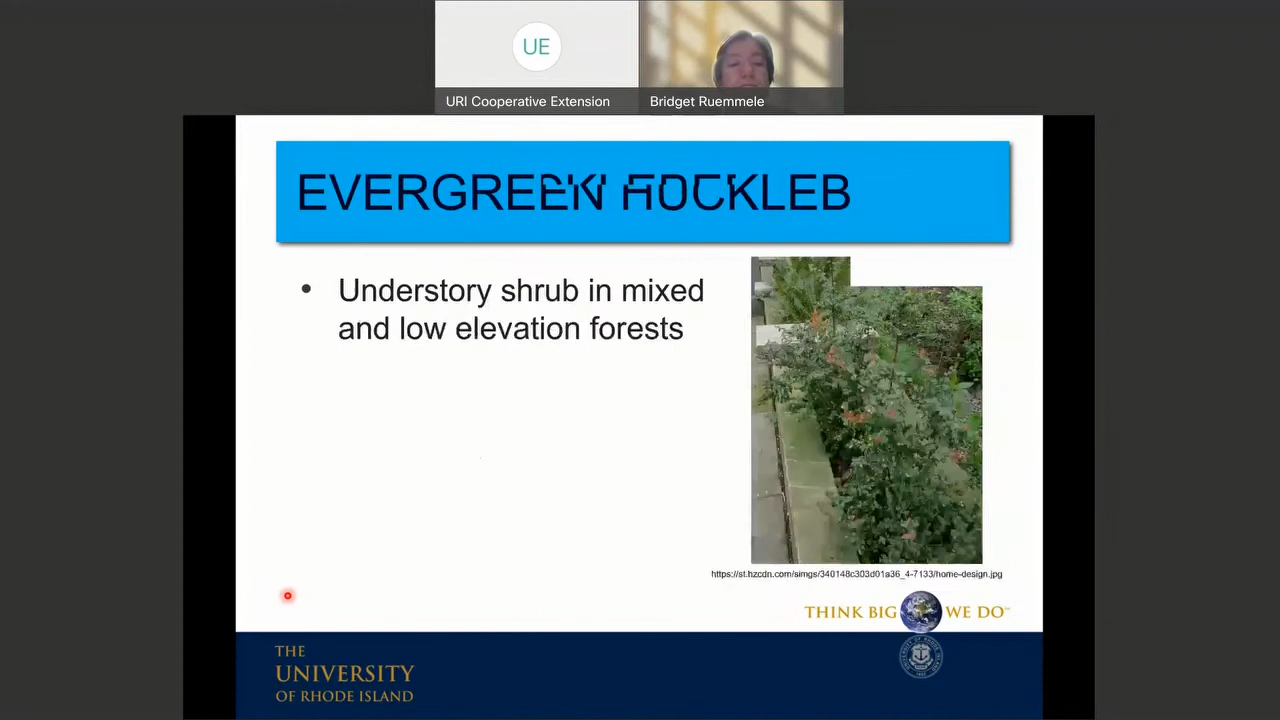 UE
URI Cooperative Extension
Bridget Ruemmele
EVERGREEN
Understory shrub in mixed
and low elevation forests
https://st.hzcdn.com/simgs/340148c303d01a36_4-7133/home-design.jpg
THINK BIG WE DO™
THE
UNIVERSITY
OF RHODE ISLAND